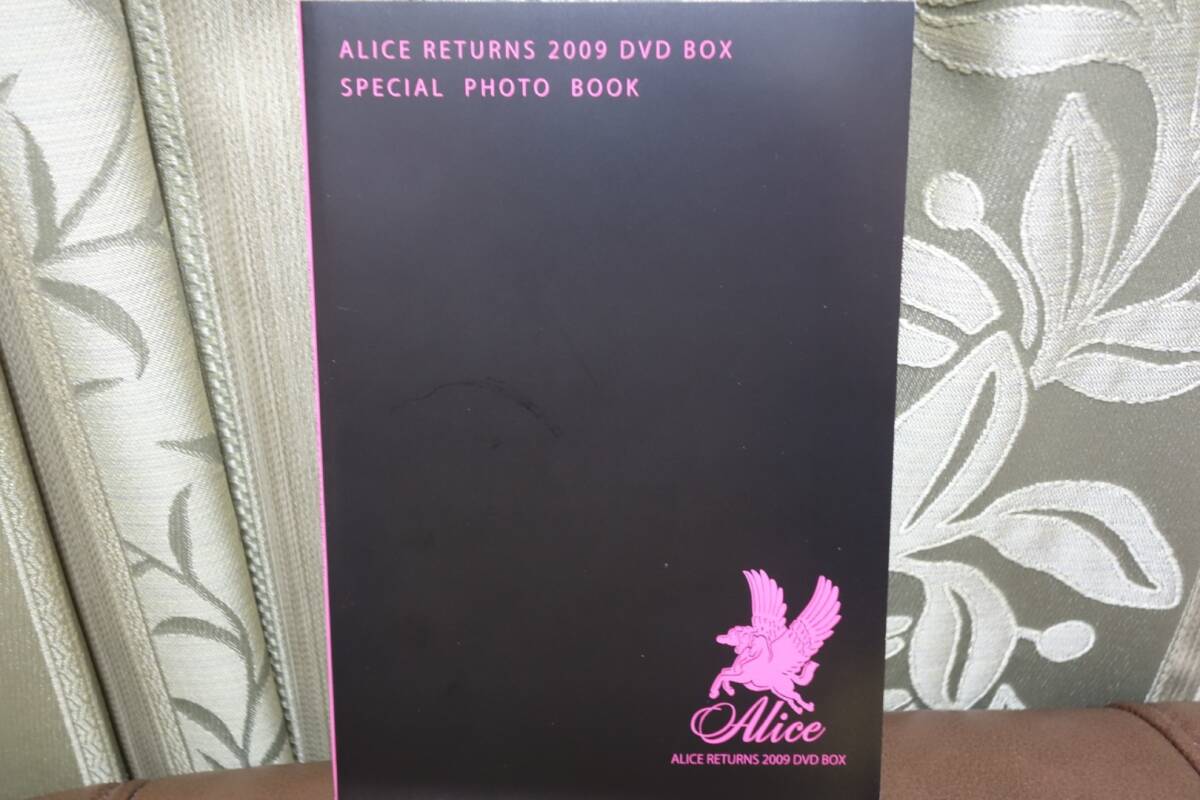 ALICE RETURNS 2009 DVD BOX
SPECIAL PHOTO BOOK
Alice
ALICE RETURNS 2009 DVD BOX